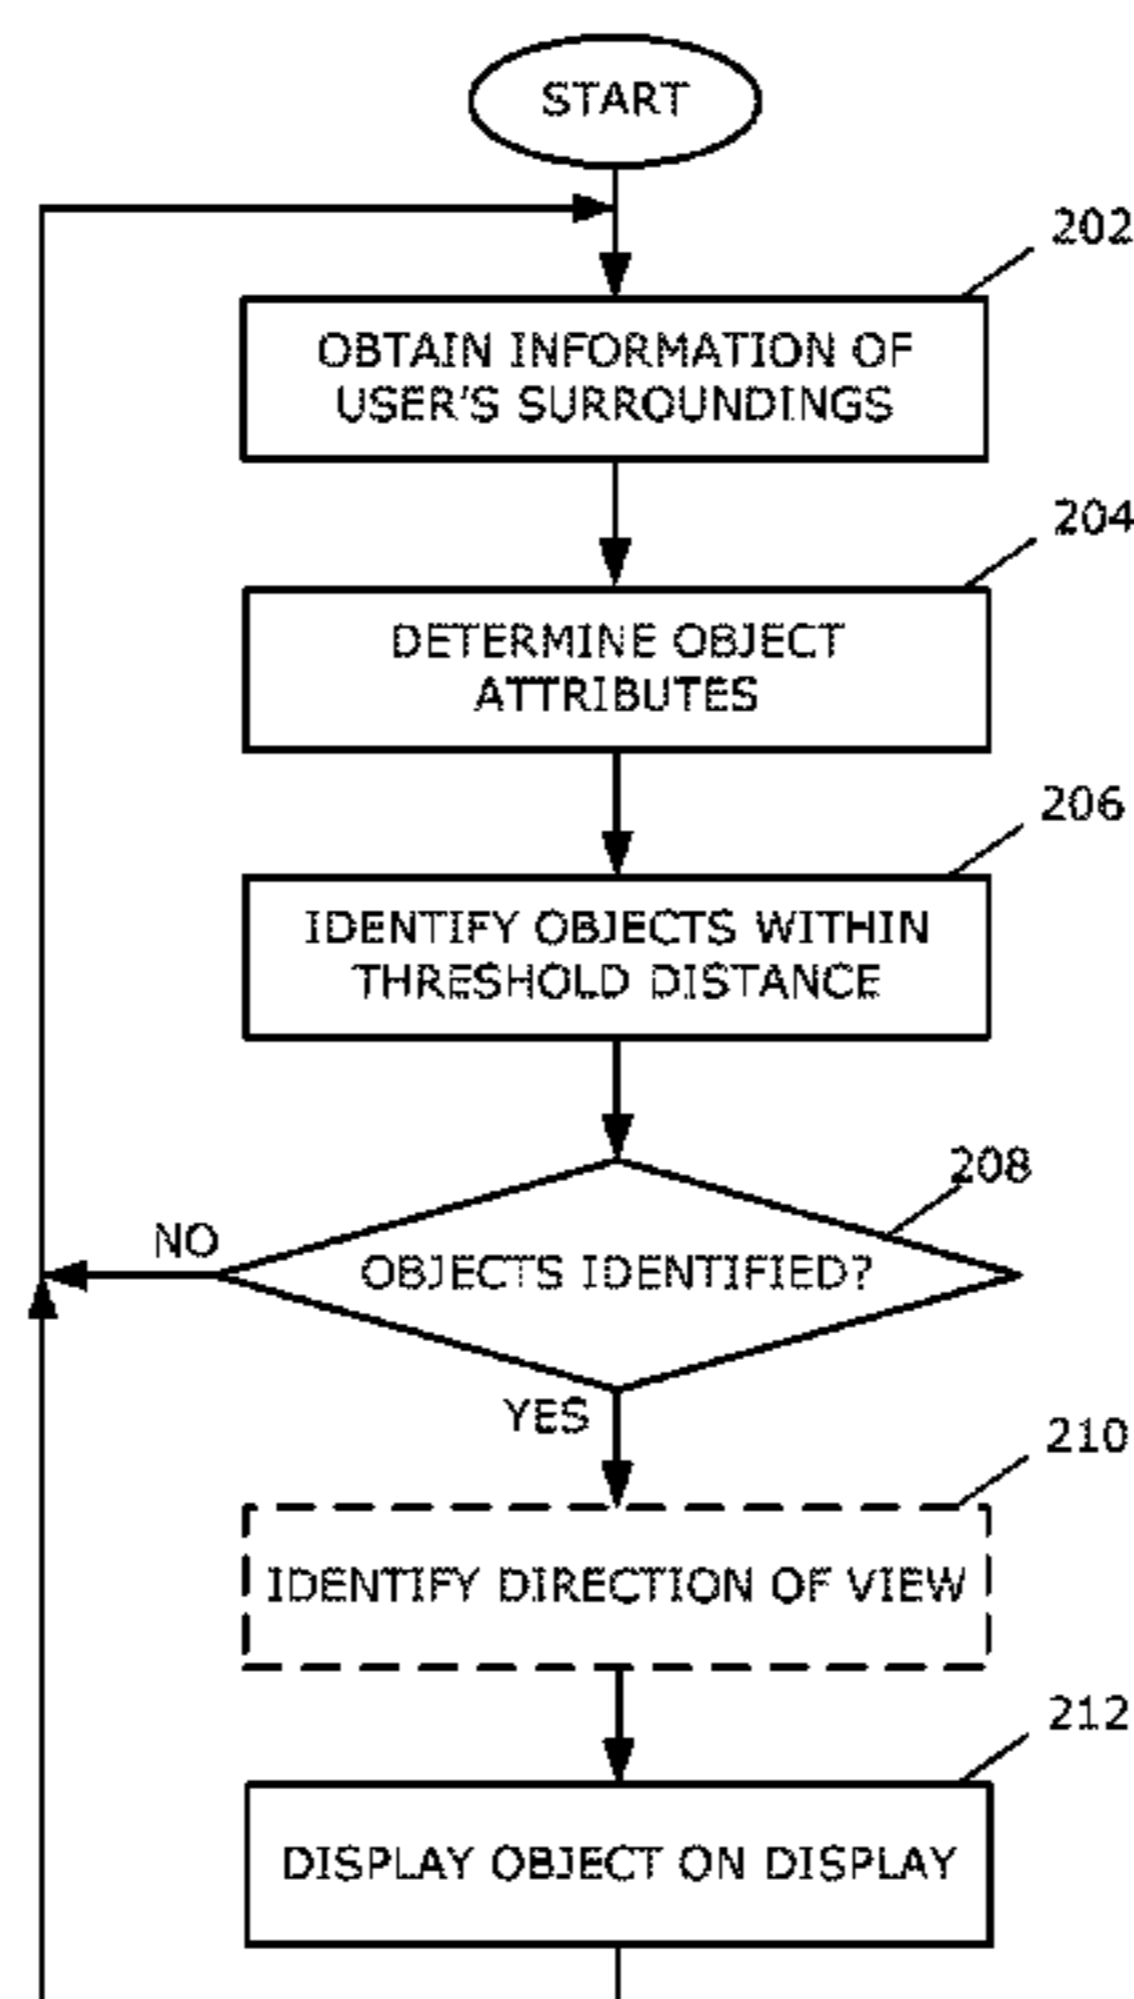 START
202
OBTAIN INFORMATION OF
USER'S SURROUNDINGS
204
DETERMINE OBJECT
ATTRIBUTES
206
IDENTIFY OBJECTS WITHIN
THRESHOLD DISTANCE
208
NO
OBJECTS IDENTIFIED?
YES
210
IDENTIFY DIRECTION OF VIEW
212
DISPLAY OBJECT ON DISPLAY